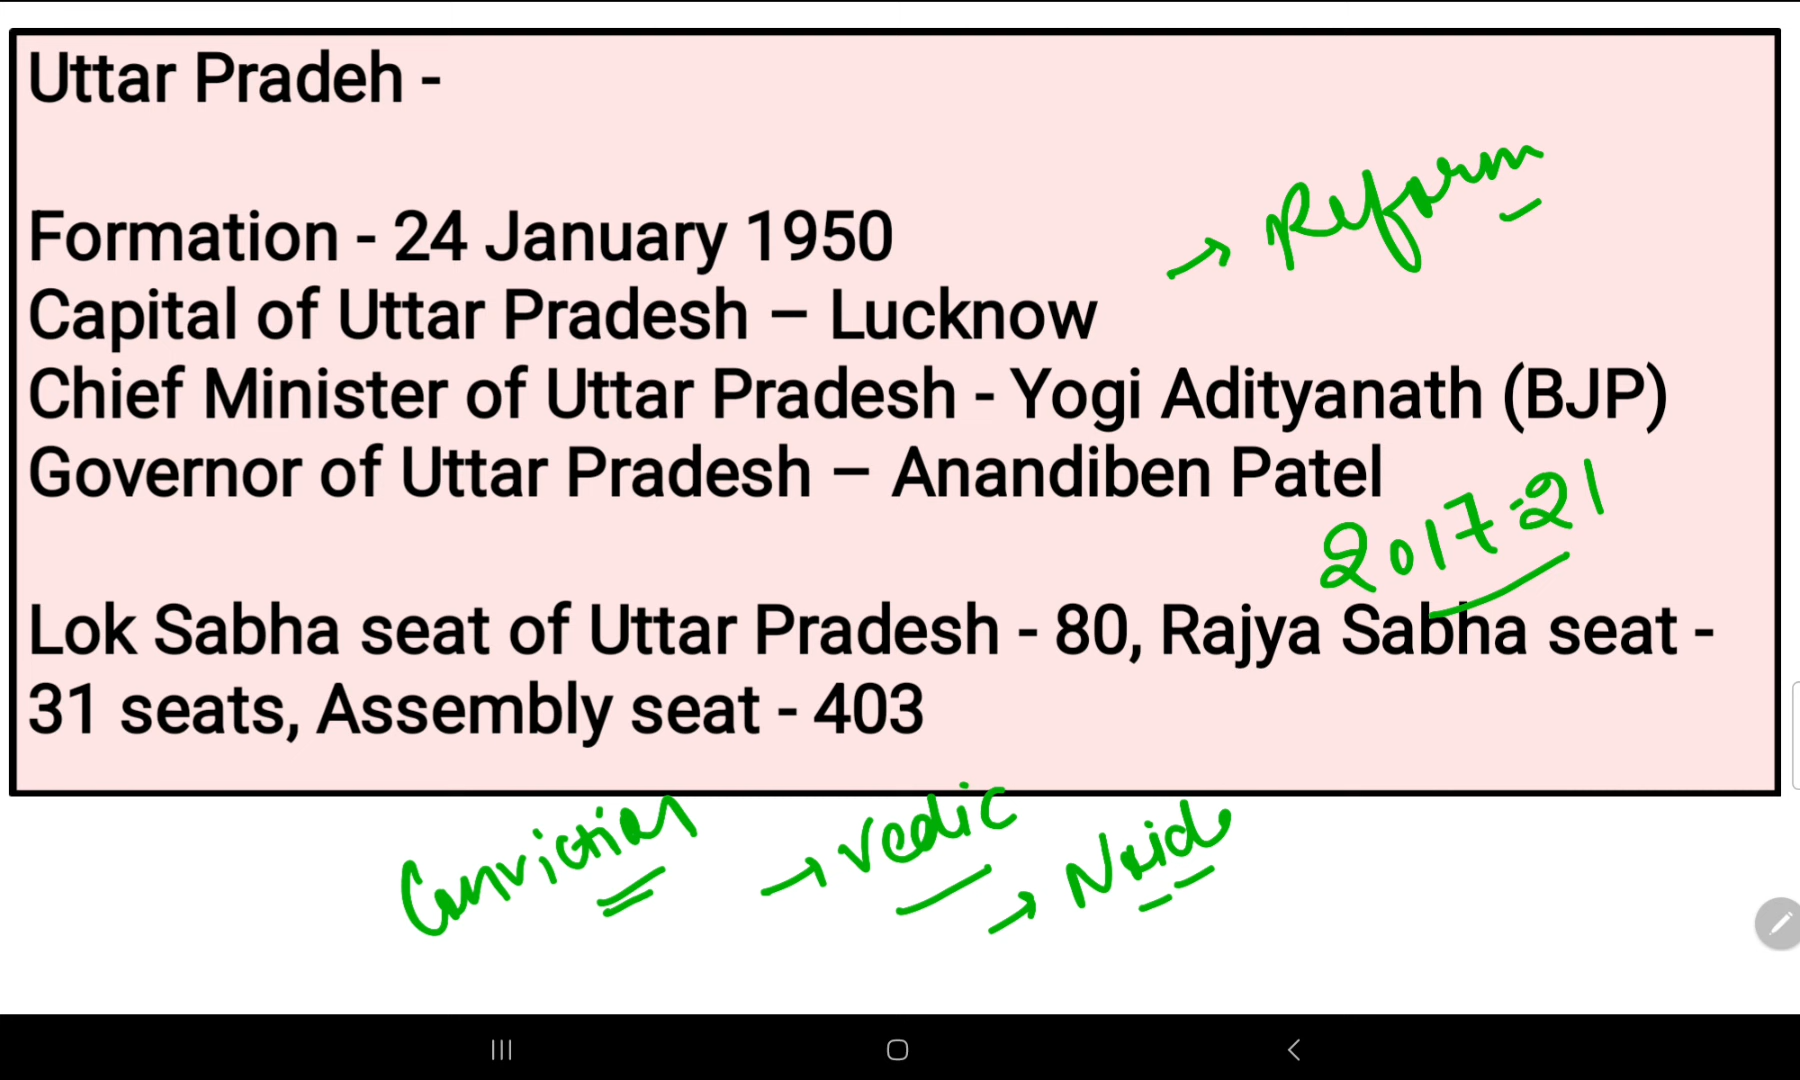 Uttar Pradeh -
Reform
Formation - 24 January 1950
Capital of Uttar Pradesh – Lucknow
Chief Minister of Uttar Pradesh - Yogi Adityanath (BJP)
Governor of Uttar Pradesh – Anandiben Patel
2017-21
Lok Sabha seat of Uttar Pradesh - 80, Rajya Sabha seat -
31 seats, Assembly seat - 403
Conviction → vedic